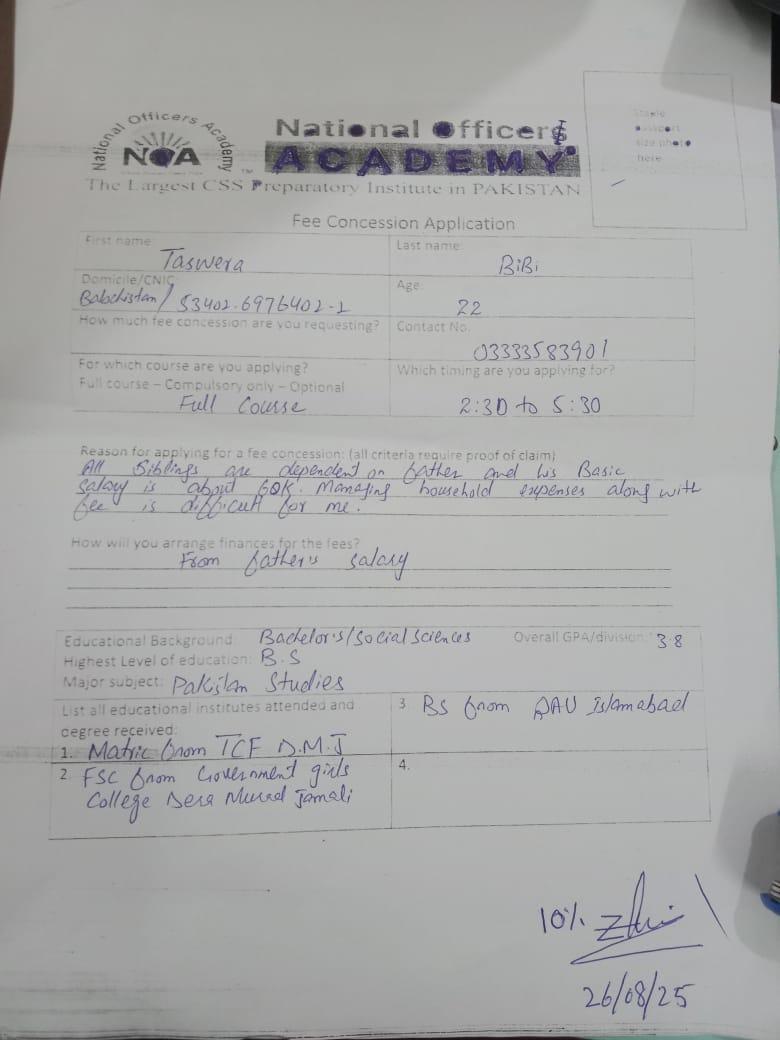 National Officers Academy
NOA
National Officers
ACADEMY
The Largest CSS Preparatory Institute in PAKISTAN
Staple
passport
size photo
here
Fee Concession Application
First name Taswera
Last name: BiBi
Domicile/CNIC Balochistan / 53402-6976402-1
Age: 22
How much fee concession are you requesting?
Contact No. 03333583901
For which course are you applying?
Full course – Compulsory only – Optional
Full Course
Which timing are you applying for?
2:30 to 5:30
Reason for applying for a fee concession: (all criteria require proof of claim)
All Siblings are dependent on father and his Basic
salary is about 60K. Managing household expenses along with
fee is difficult for me.
How will you arrange finances for the fees?
From father's salary
Educational Background: Bachelor's/Social Sciences Overall GPA/division: 3.8
Highest Level of education: B.S
Major subject: Pakistan Studies
List all educational institutes attended and
degree received:
1. Matric from TCF D.M.J
2. FSC from Government girls
College Dera Murad Jamali
3. BS from QAU Islamabad
4.
10%
26/08/25